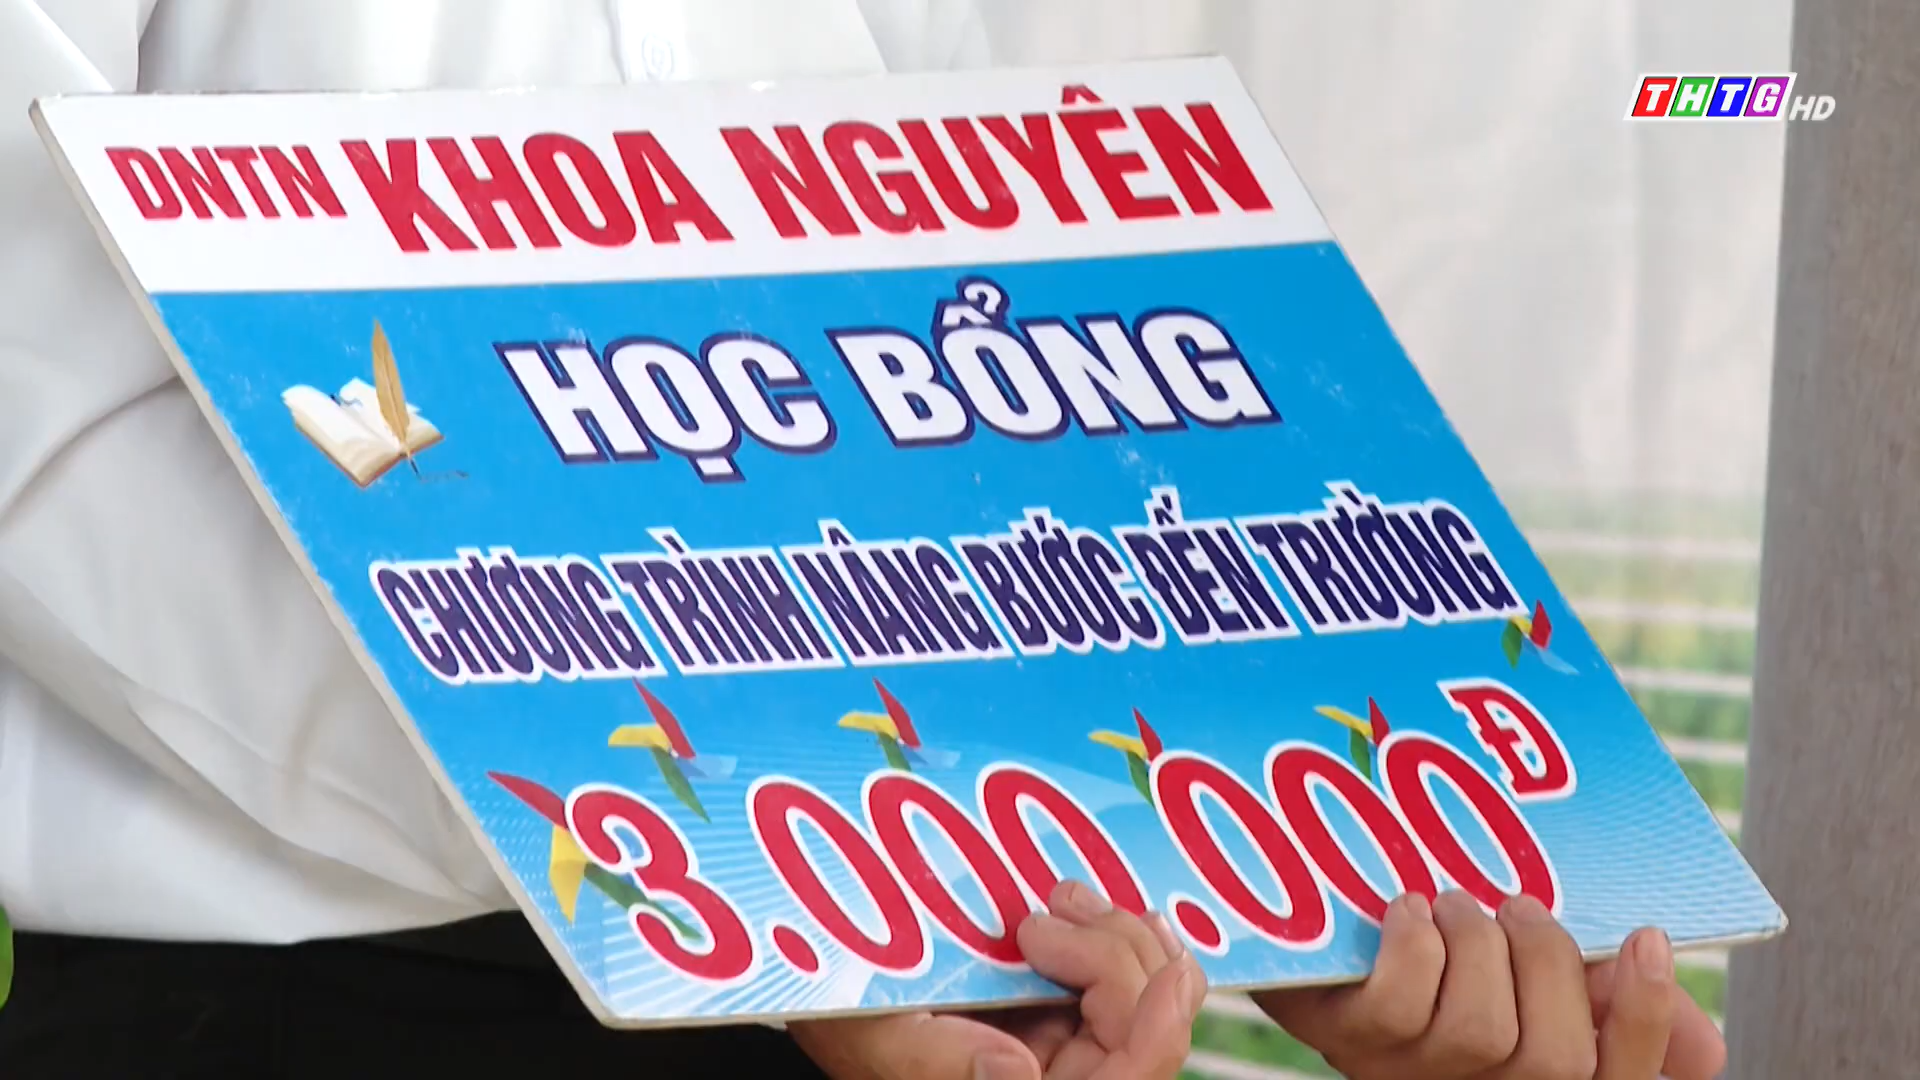 THTG HD
DNTN KHOA NGUYÊN
HỌC BỔNG
CHƯƠNG TRÌNH NÂNG BƯỚC ĐẾN TRƯỜNG
3.000.000Đ